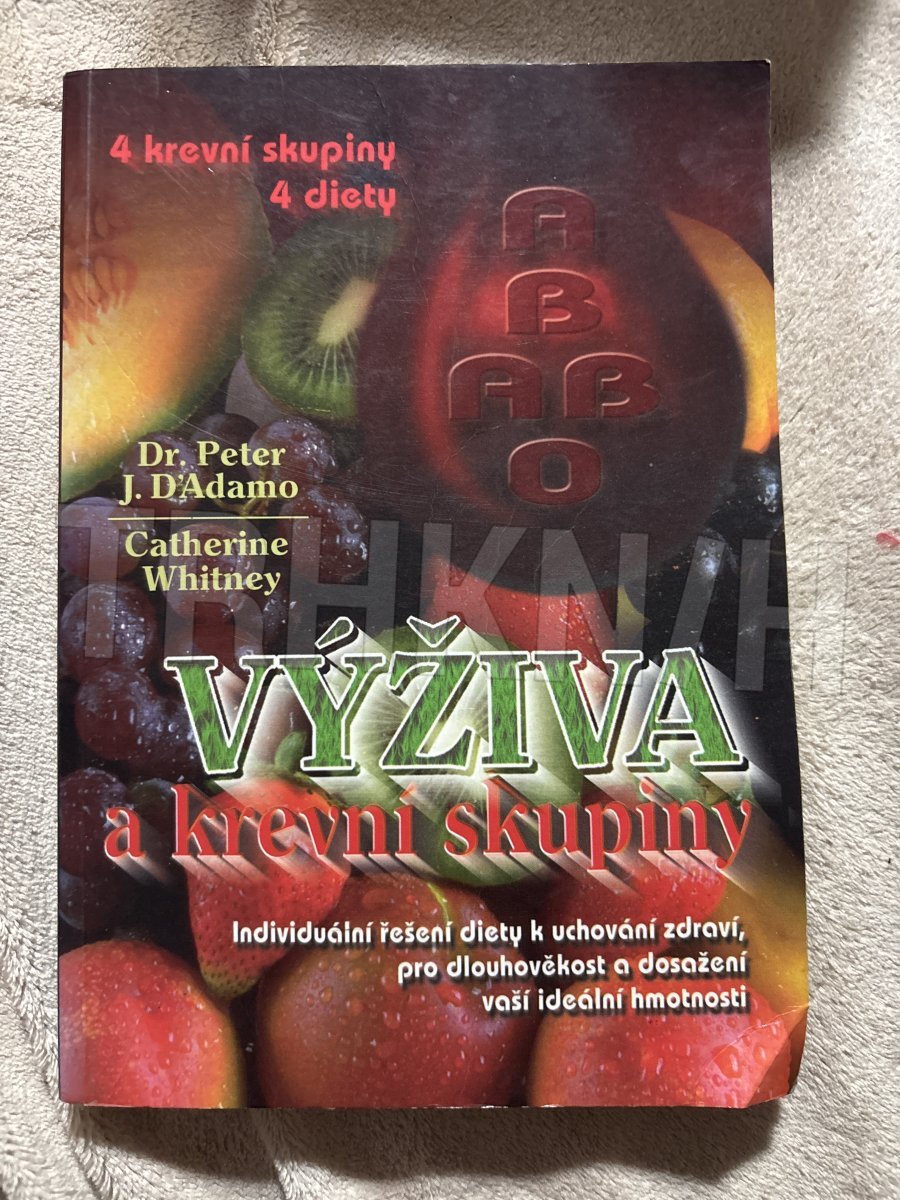 4 krevní skupiny
4 diety
A
B
AB
O
Dr. Peter
J. D'Adamo
Catherine
Whitney
TRHKNIH
VÝŽIVA
a krevní skupiny
Individuální řešení diety k uchování zdraví,
pro dlouhověkost a dosažení
vaší ideální hmotnosti